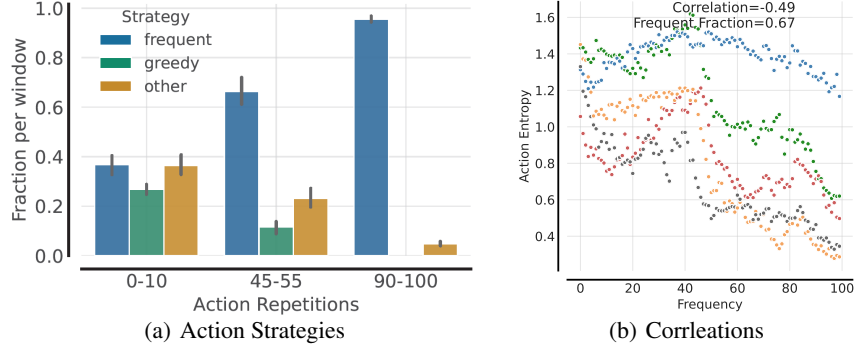 Strategy
frequent
greedy
other
Fraction per window
1.0
0.8
0.6
0.4
0.2
0.0
0-10 45-55 90-100
Action Repetitions
(a) Action Strategies
Correlation=-0.49
Frequent Fraction=0.67
Action Entropy
1.6
1.4
1.2
1.0
0.8
0.6
0.4
0 20 40 60 80 100
Frequency
(b) Corrleations